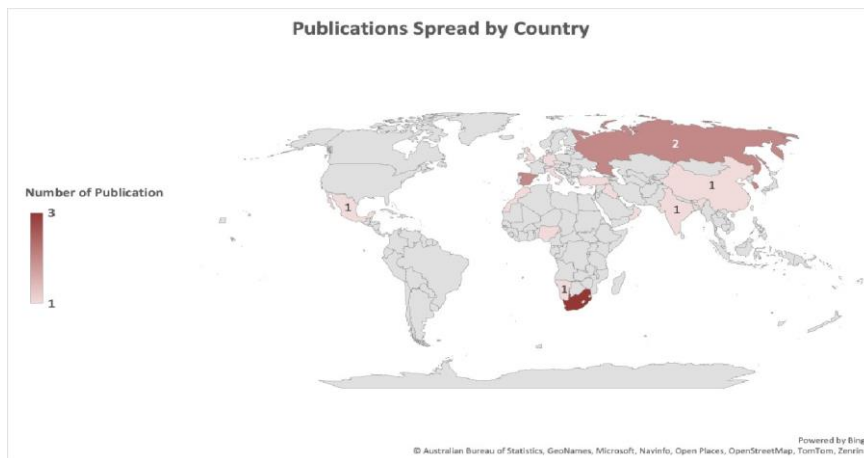 Publications Spread by Country
2
Number of Publication
3
1
1
1
1
1
Powered by Bing
© Australian Bureau of Statistics, GeoNames, Microsoft, Navinfo, Open Places, OpenStreetMap, TomTom, Zenrin